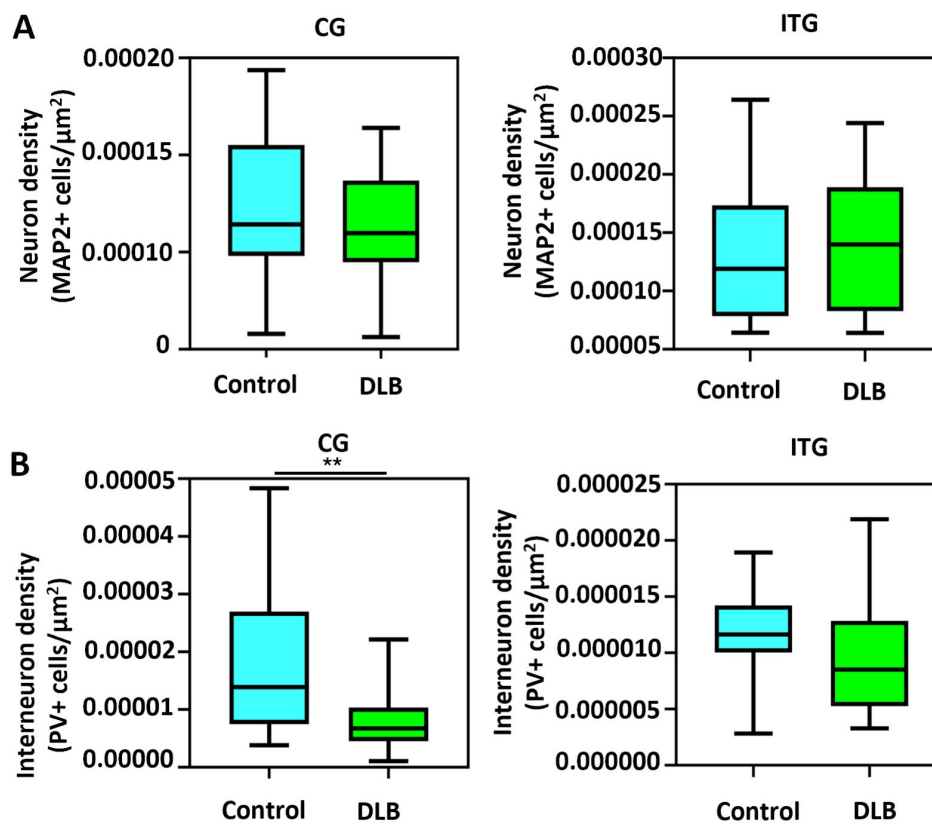 A
CG
Neuron density
(MAP2+ cells/µm²)
0.00020
0.00015
0.00010
0
Control
DLB
ITG
Neuron density
(MAP2+ cells/µm²)
0.00030
0.00025
0.00020
0.00015
0.00010
0.00005
Control
DLB
B
CG
**
Interneuron density
(PV+ cells/µm²)
0.00005
0.00004
0.00003
0.00002
0.00001
0.00000
Control
DLB
ITG
Interneuron density
(PV+ cells/µm²)
0.000025
0.000020
0.000015
0.000010
0.000005
0.000000
Control
DLB